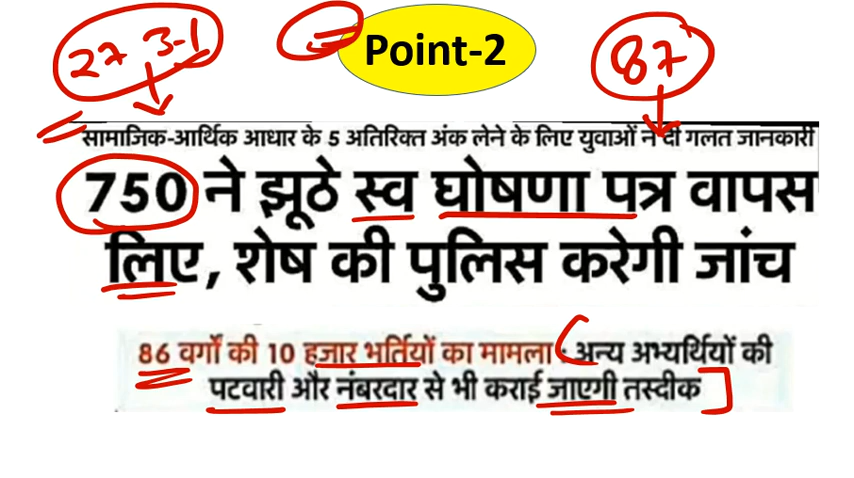 27 3-1
Point-2
87
सामाजिक-आर्थिक आधार के 5 अतिरिक्त अंक लेने के लिए युवाओं ने दी गलत जानकारी
750 ने झूठे स्व घोषणा पत्र वापस
लिए, शेष की पुलिस करेगी जांच
86 वर्गों की 10 हजार भर्तियों का मामला : अन्य अभ्यर्थियों की
पटवारी और नंबरदार से भी कराई जाएगी तस्दीक